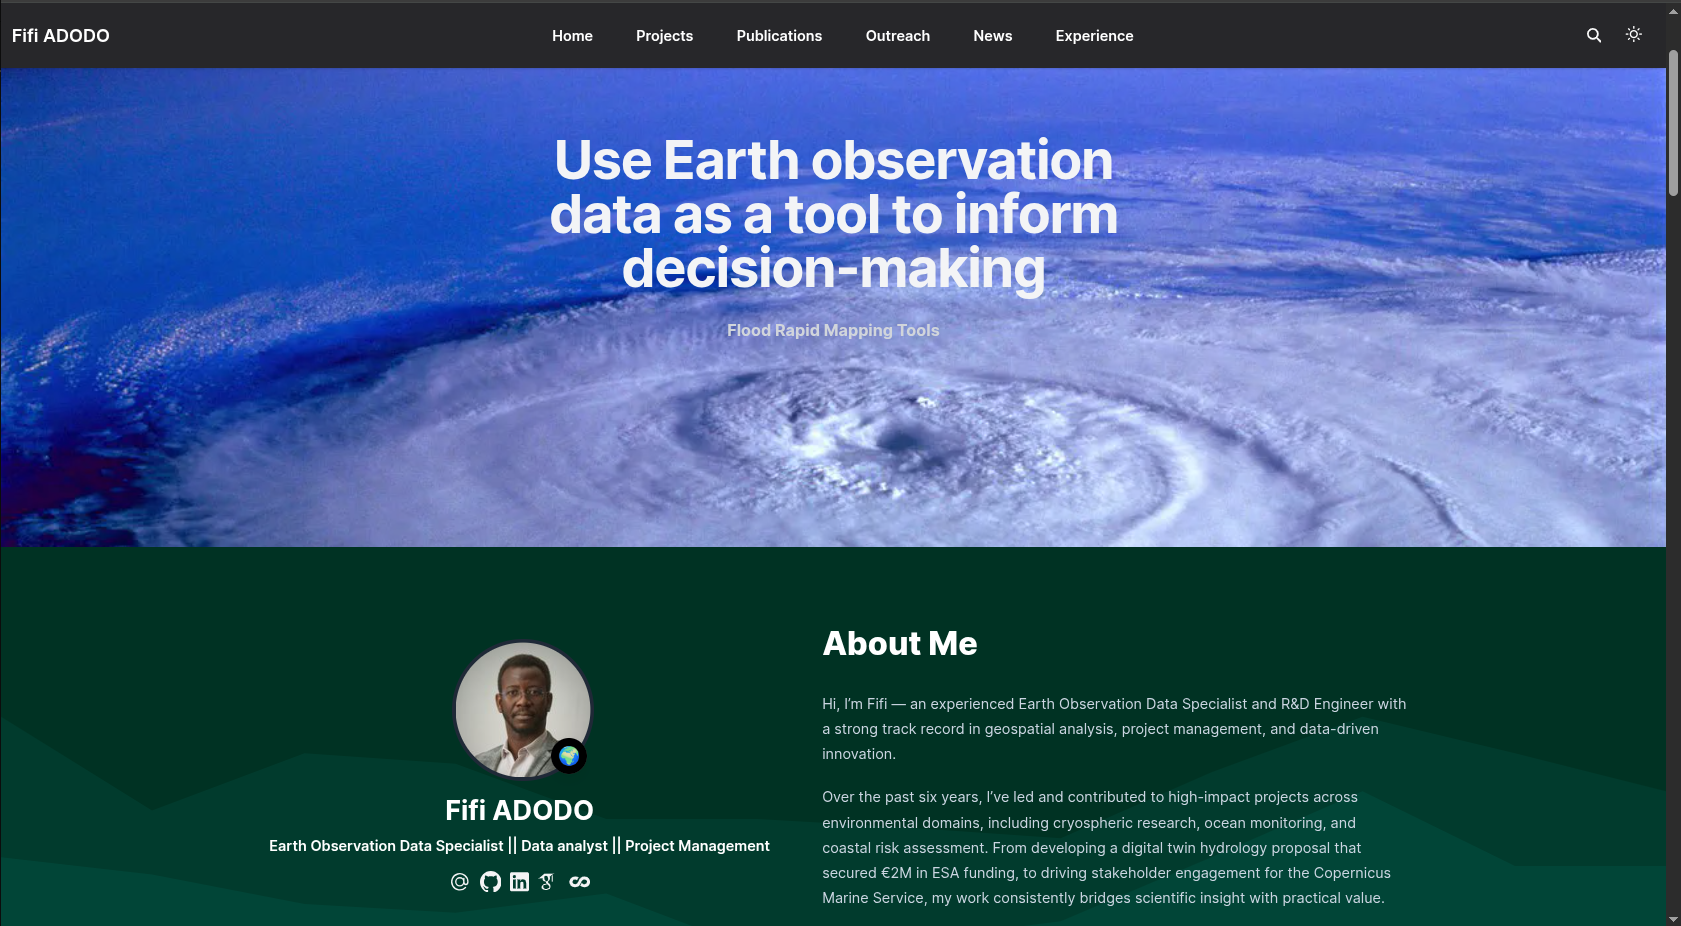 Fifi ADODO
Home Projects Publications Outreach News Experience
Use Earth observation
data as a tool to inform
decision-making
Flood Rapid Mapping Tools
Fifi ADODO
Earth Observation Data Specialist || Data analyst || Project Management
About Me
Hi, I’m Fifi — an experienced Earth Observation Data Specialist and R&D Engineer with
a strong track record in geospatial analysis, project management, and data-driven
innovation.
Over the past six years, I’ve led and contributed to high-impact projects across
environmental domains, including cryospheric research, ocean monitoring, and
coastal risk assessment. From developing a digital twin hydrology proposal that
secured €2M in ESA funding, to driving stakeholder engagement for the Copernicus
Marine Service, my work consistently bridges scientific insight with practical value.